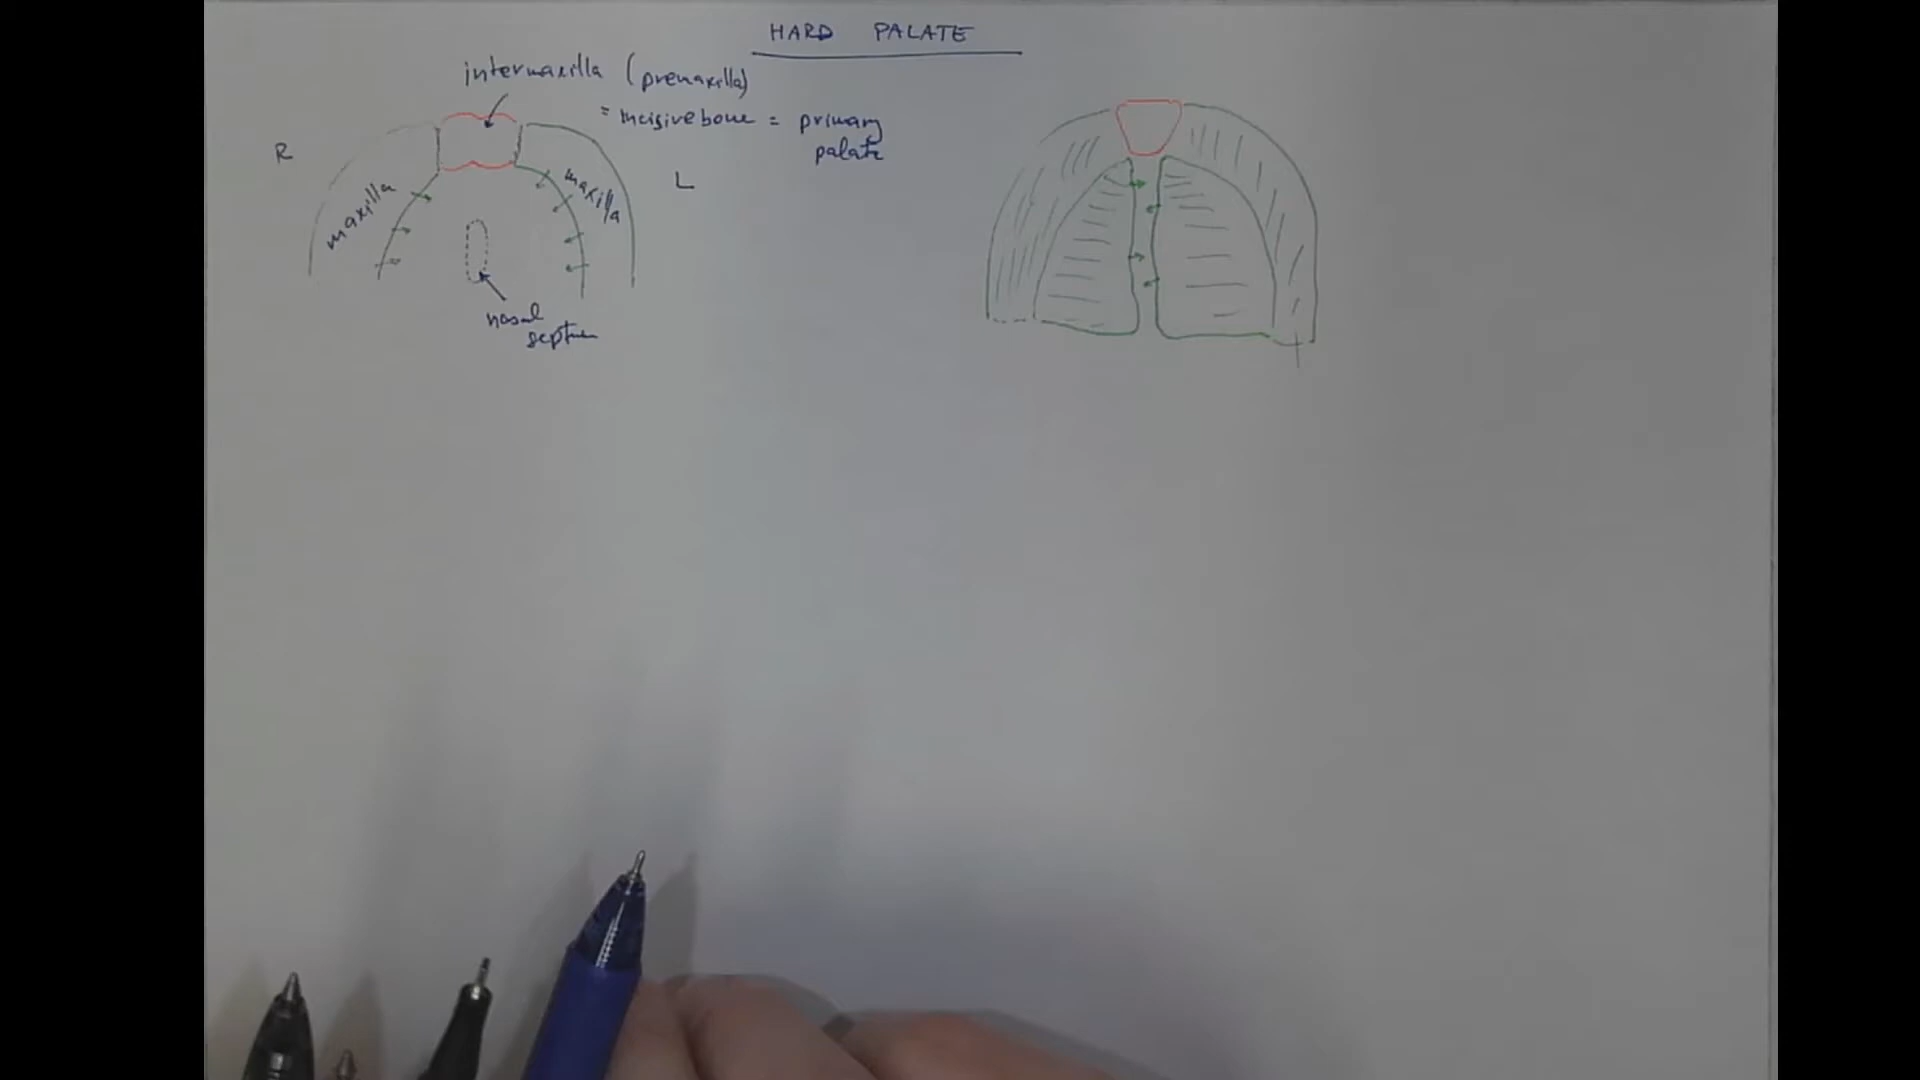 HARD PALATE
intermaxilla (premaxilla)
= incisive bone = primary
palate
R
L
maxilla
maxilla
nasal
septum